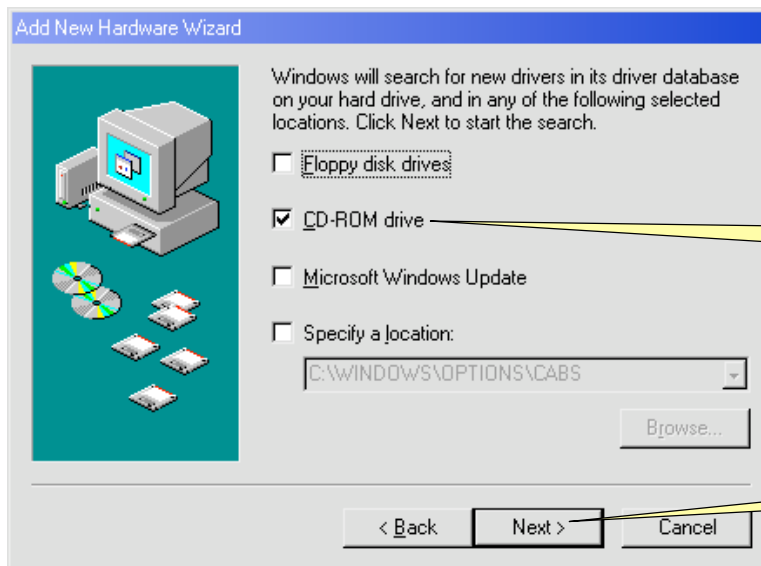 Add New Hardware Wizard
Windows will search for new drivers in its driver database
on your hard drive, and in any of the following selected
locations. Click Next to start the search.
Floppy disk drives
CD-ROM drive
Microsoft Windows Update
Specify a location:
C:\WINDOWS\OPTIONS\CABS
Browse...
< Back Next > Cancel